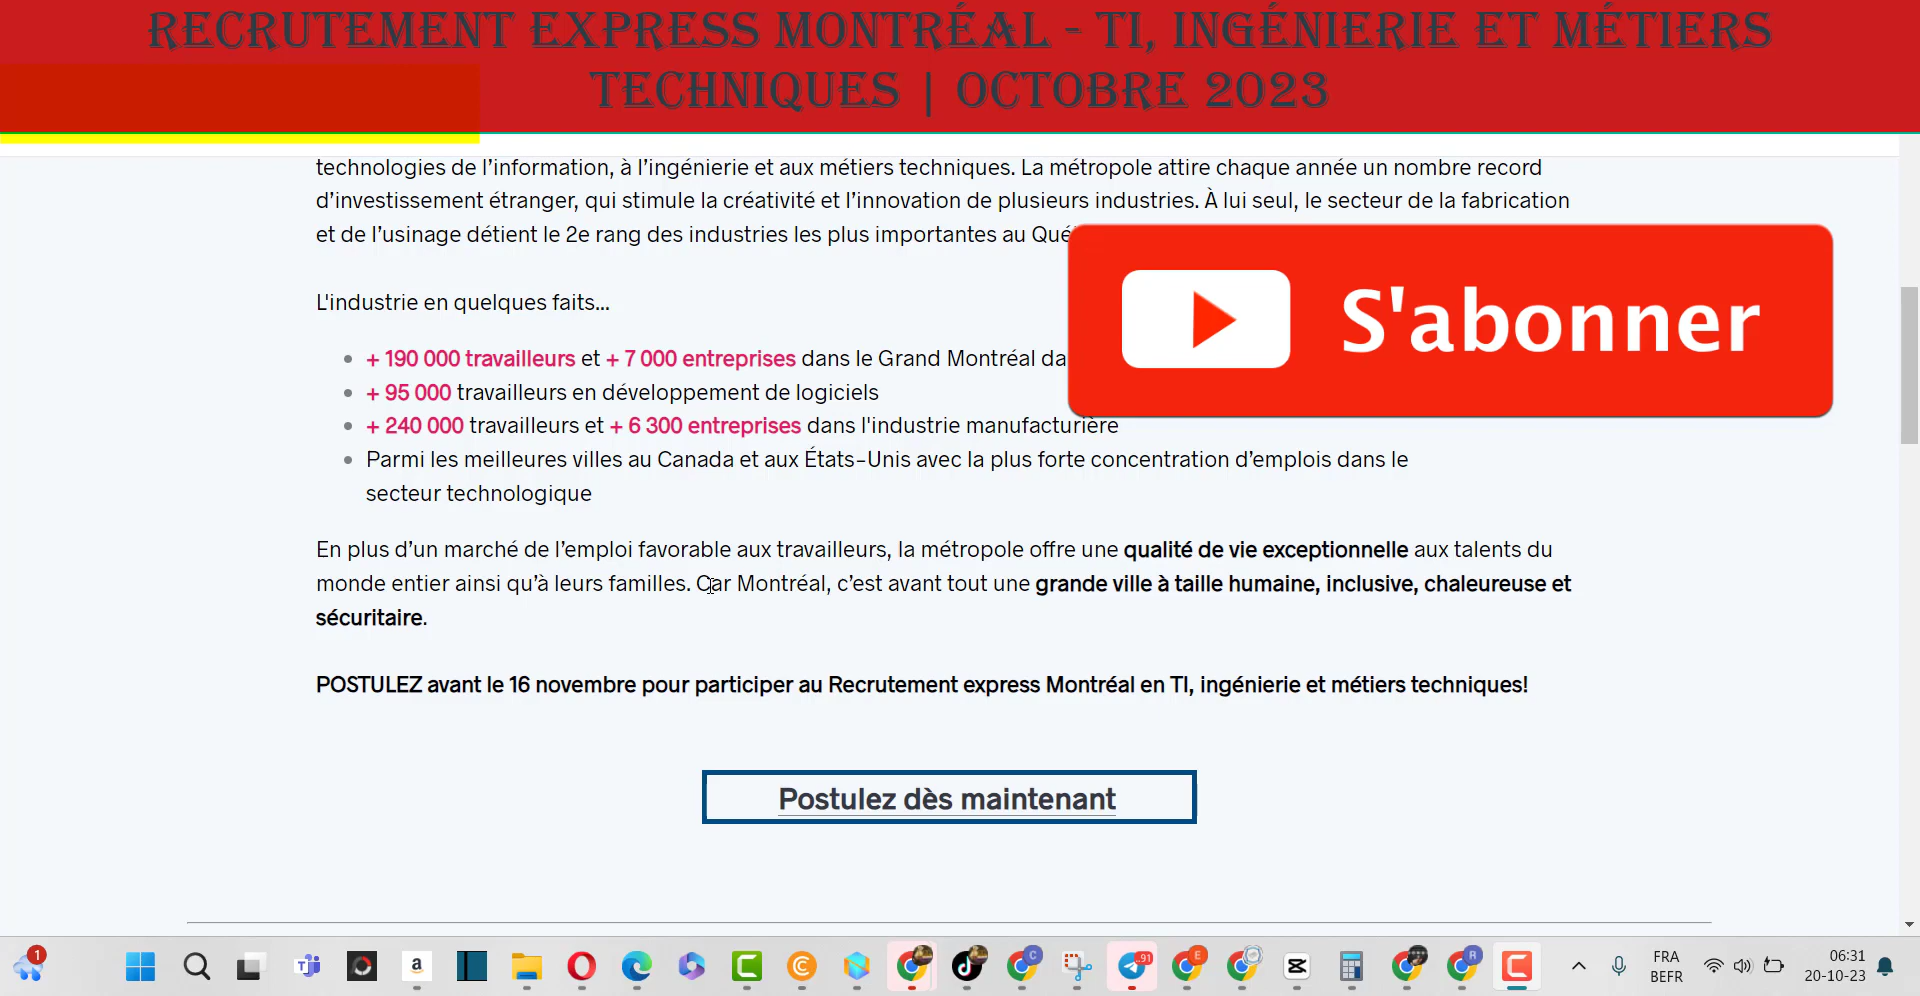 RECRUTEMENT EXPRESS MONTRÉAL - TI, INGÉNIERIE ET MÉTIERS
TECHNIQUES | OCTOBRE 2023
technologies de l’information, à l’ingénierie et aux métiers techniques. La métropole attire chaque année un nombre record
d’investissement étranger, qui stimule la créativité et l’innovation de plusieurs industries. À lui seul, le secteur de la fabrication
et de l’usinage détient le 2e rang des industries les plus importantes au Qué
S'abonner
L'industrie en quelques faits...
+ 190 000 travailleurs et + 7 000 entreprises dans le Grand Montréal da
+ 95 000 travailleurs en développement de logiciels
+ 240 000 travailleurs et + 6 300 entreprises dans l'industrie manufacturière
Parmi les meilleures villes au Canada et aux États-Unis avec la plus forte concentration d’emplois dans le
secteur technologique
En plus d’un marché de l’emploi favorable aux travailleurs, la métropole offre une qualité de vie exceptionnelle aux talents du
monde entier ainsi qu’à leurs familles. Car Montréal, c’est avant tout une grande ville à taille humaine, inclusive, chaleureuse et
sécuritaire.
POSTULEZ avant le 16 novembre pour participer au Recrutement express Montréal en TI, ingénierie et métiers techniques!
Postulez dès maintenant
1
a
C
..91
E
R
FRA
BEFR
06:31
20-10-23